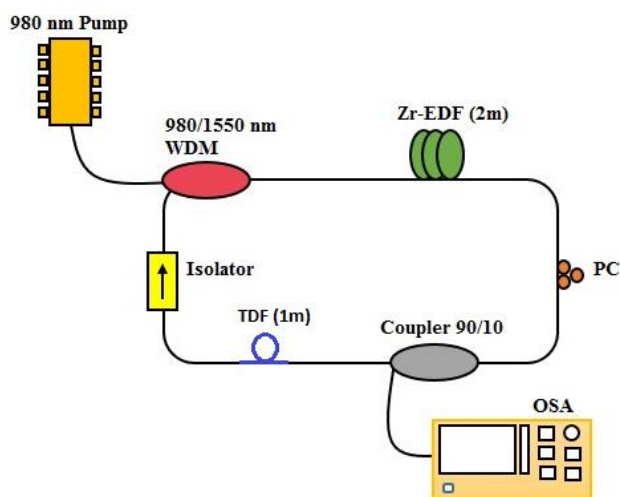 980 nm Pump
980/1550 nm
WDM
Zr-EDF (2m)
Isolator
PC
TDF (1m)
Coupler 90/10
OSA